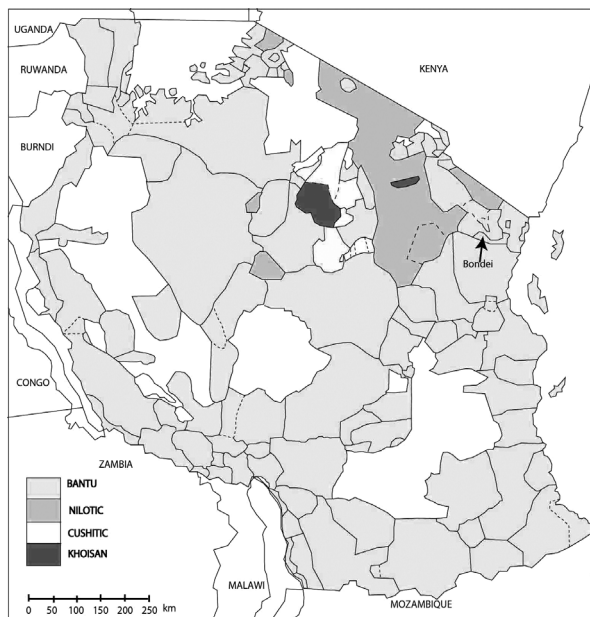 UGANDA
RUWANDA
KENYA
BURNDI
Bondei
CONGO
ZAMBIA
BANTU
NILOTIC
CUSHITIC
KHOISAN
0 50 100 150 200 250 km
MALAWI
MOZAMBIQUE